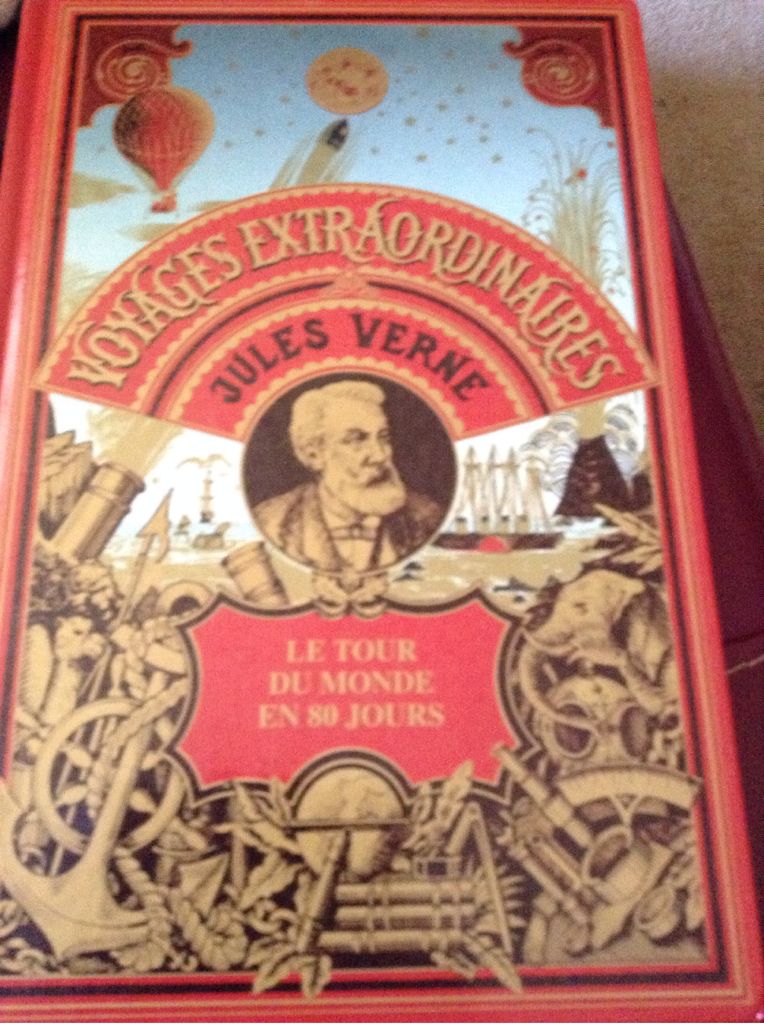 VOYAGES EXTRAORDINAIRES
JULES VERNE
LE TOUR
DU MONDE
EN 80 JOURS